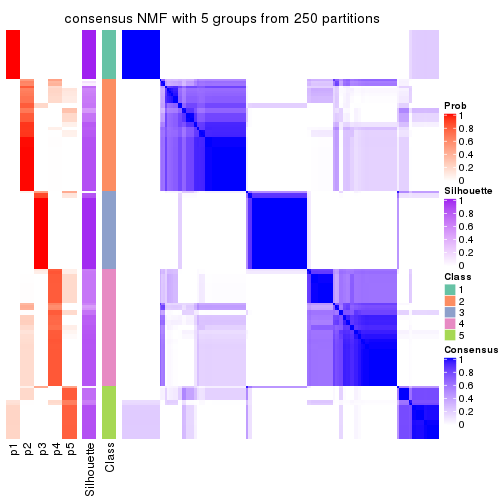 consensus NMF with 5 groups from 250 partitions
Prob
1
0.8
0.6
0.4
0.2
0
Silhouette
1
0.8
0.6
0.4
0.2
0
Class
1
2
3
4
5
Consensus
1
0.8
0.6
0.4
0.2
0
p1
p2
p3
p4
p5
Silhouette
Class